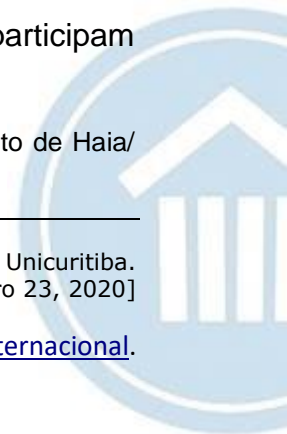 participam
to de Haia/
Unicuritiba.
ro 23, 2020]
ternacional.